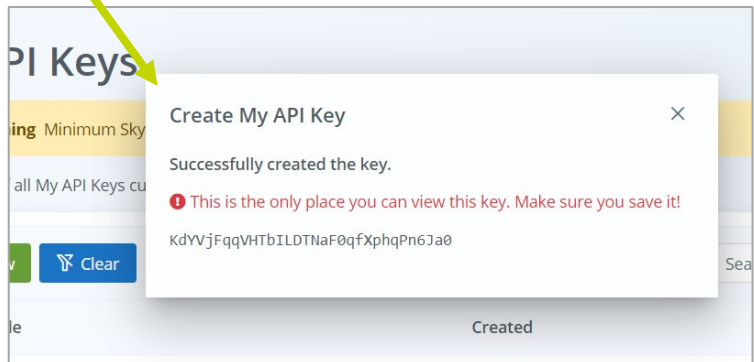 PI Keys
ing Minimum Sky
all My API Keys cu
Create My API Key
Successfully created the key.
This is the only place you can view this key. Make sure you save it!
KdYVjFqqVHTbILDTNaF0qfXphqPn6Ja0
Clear
Sea
le
Created